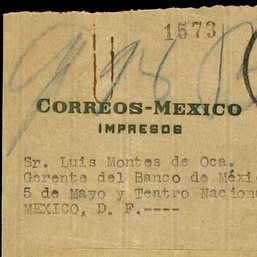 1573
CORREOS-MEXICO
IMPRESOS
Sr. Luis Montes de Oca.
Gerente del Banco de Méxi
5 de Mayo y Teatro Nacion
MEXICO, D. F.----